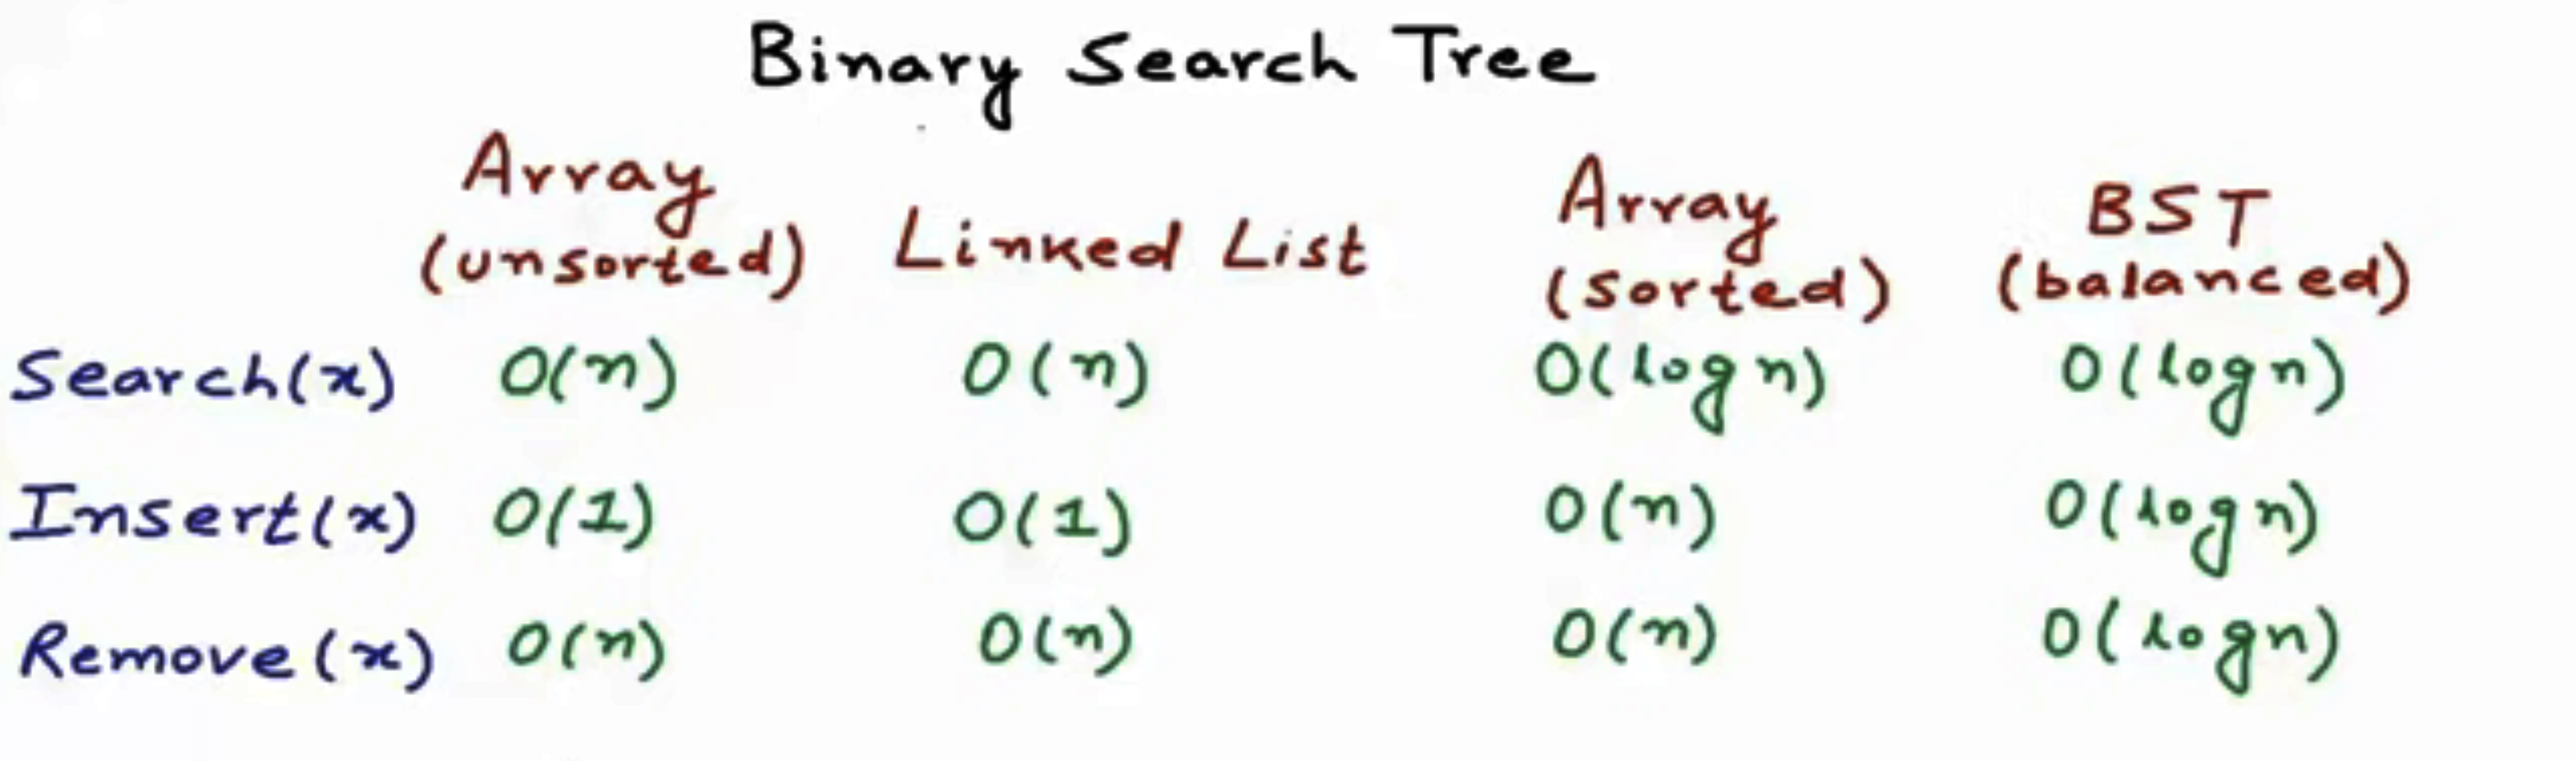 Binary Search Tree
Array (unsorted) Linked List Array (sorted) BST (balanced)
Search(x) O(n) O(n) O(log n) O(log n)
Insert(x) O(1) O(1) O(n) O(log n)
Remove(x) O(n) O(n) O(n) O(log n)